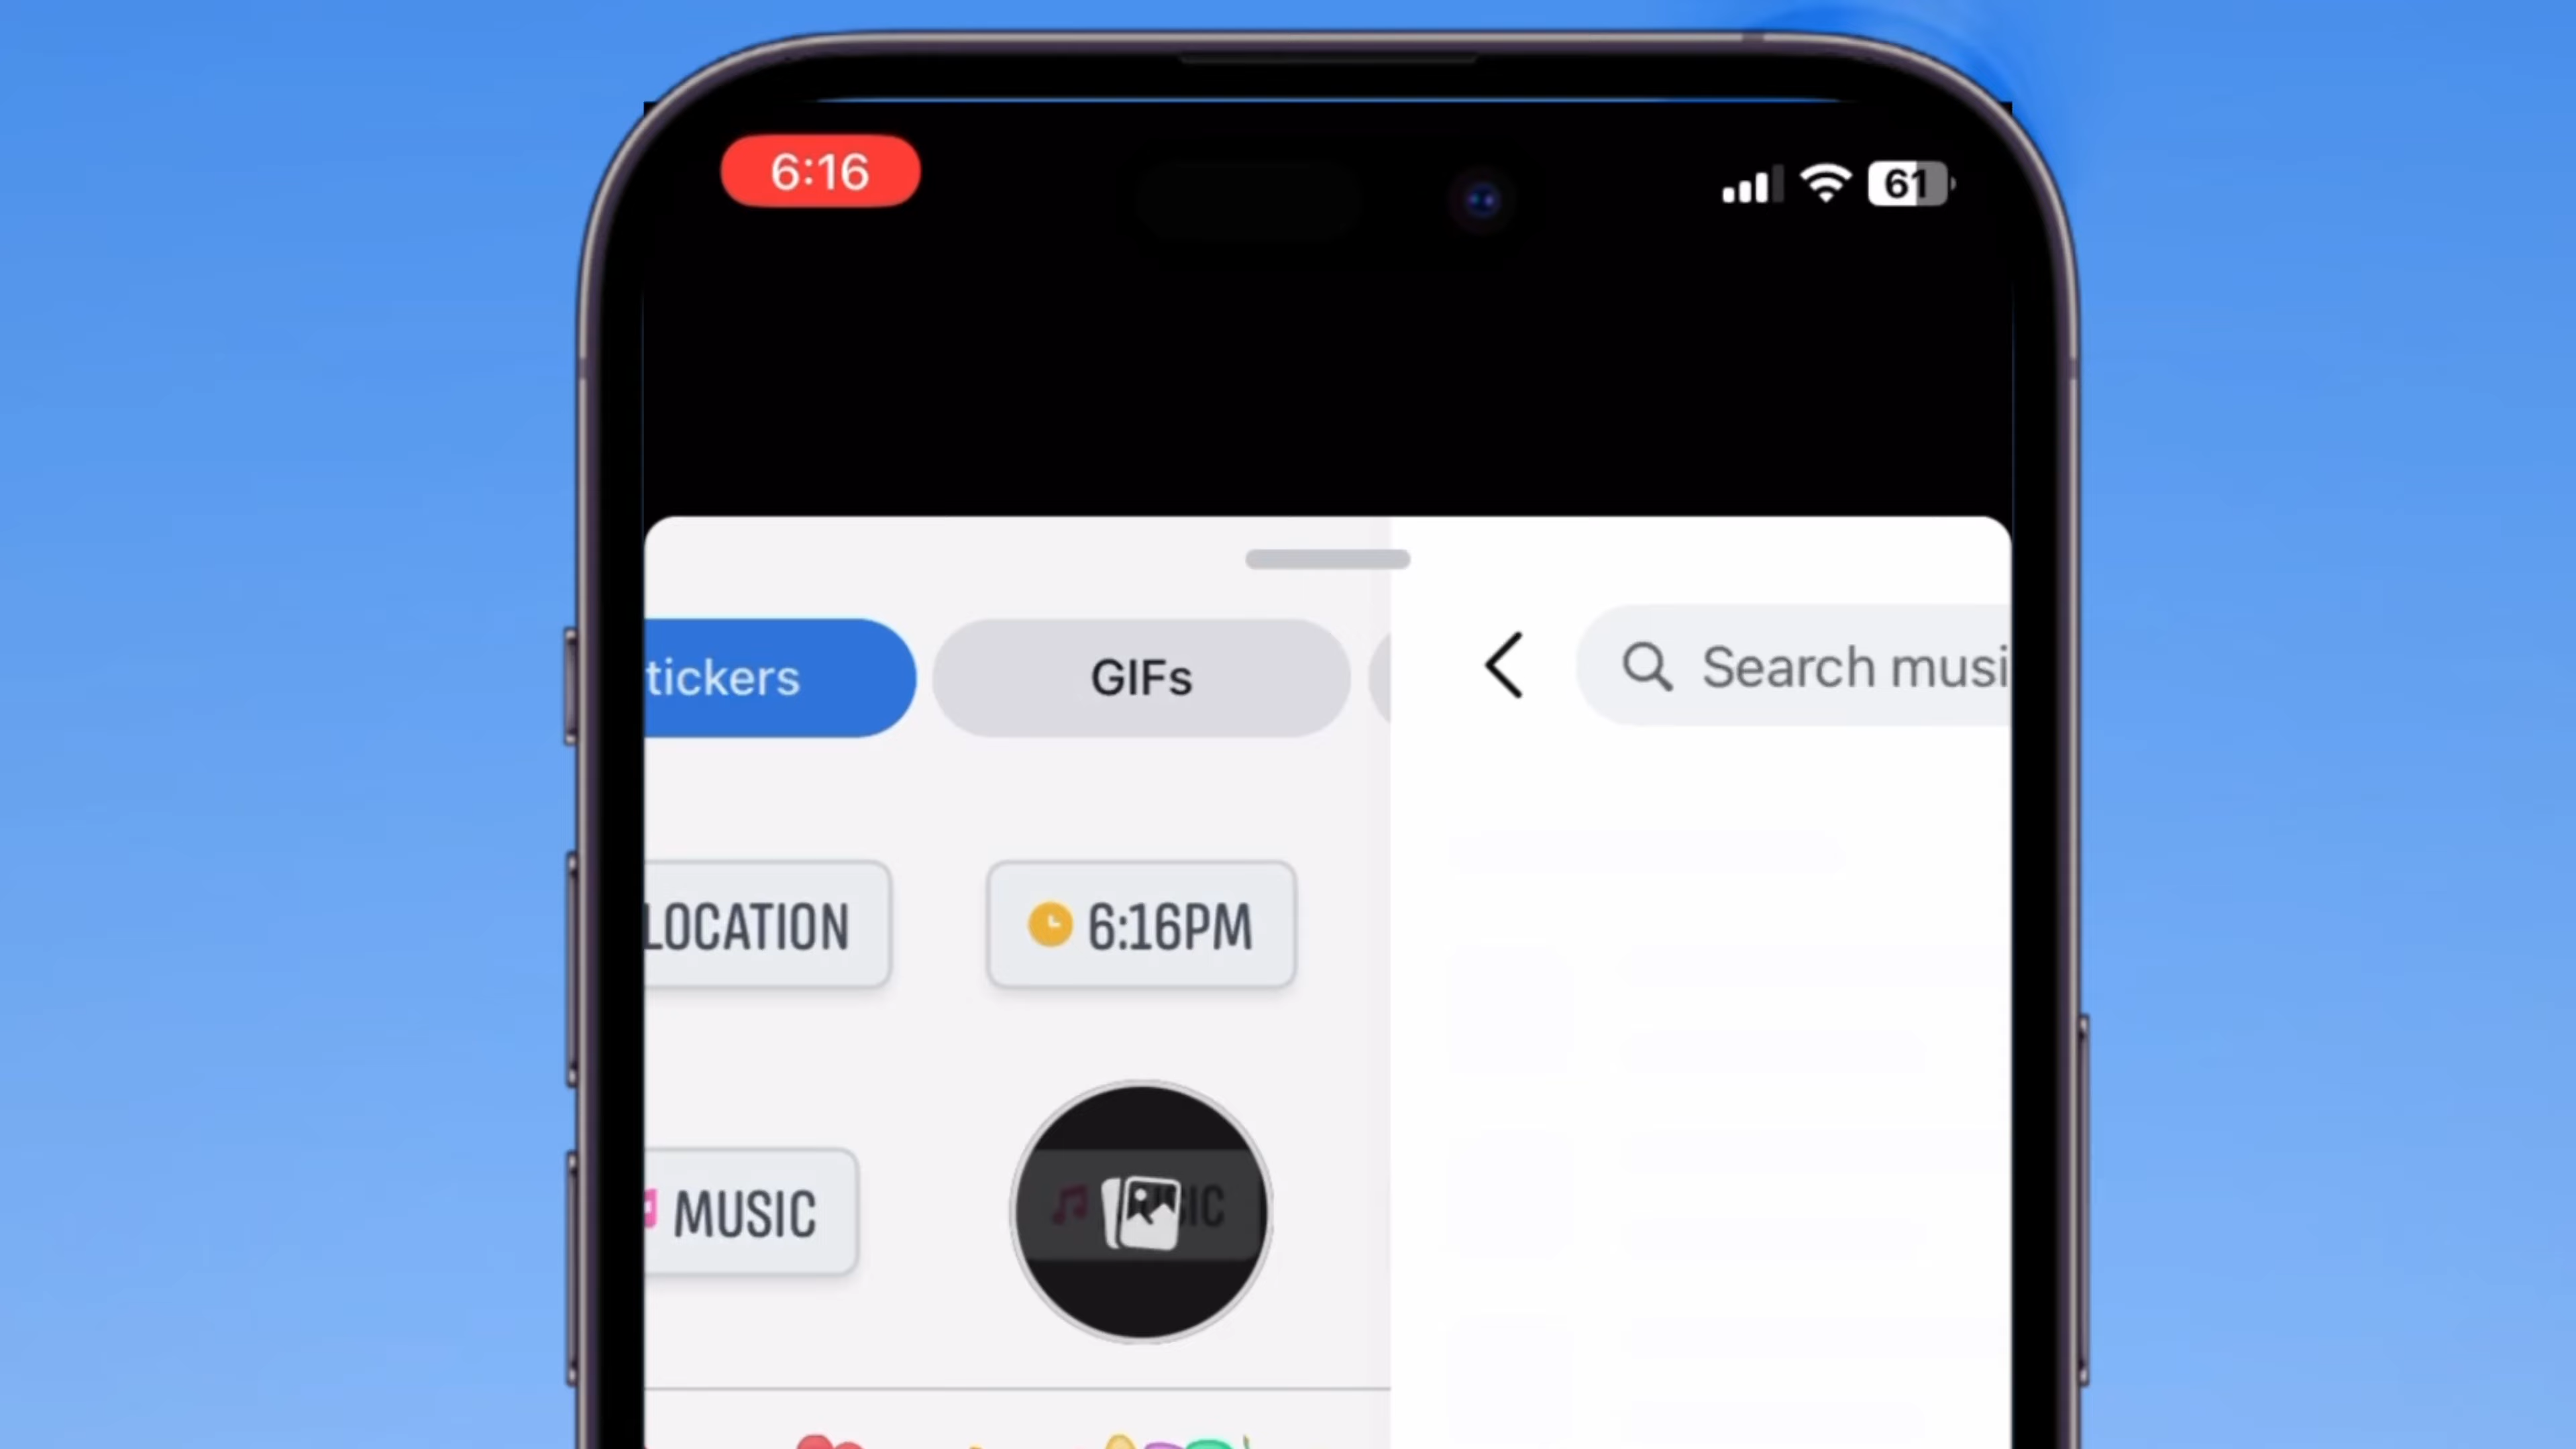 6:16
61
tickers
GIFs
Search musi
LOCATION
6:16PM
MUSIC